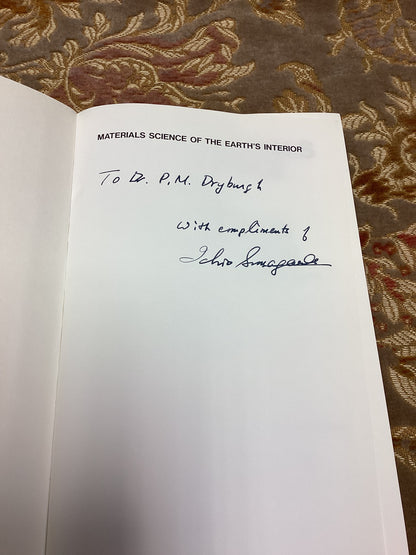 MATERIALS SCIENCE OF THE EARTH'S INTERIOR
To Dr. P.M. Dryburgh
with compliments of
Ichiro Sunagawa